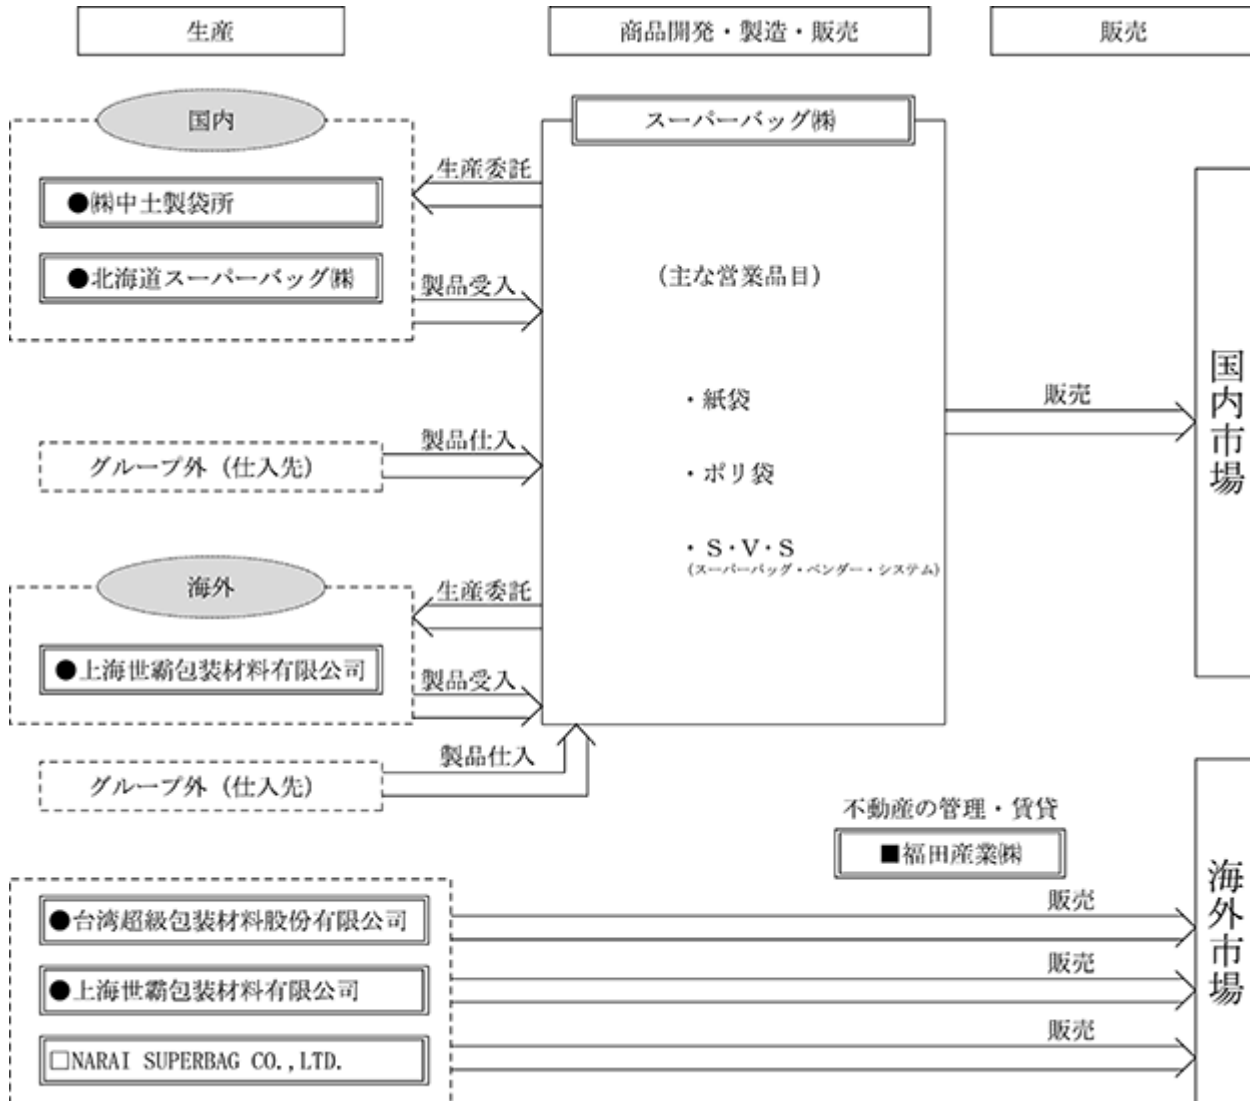 生産
商品開発・製造・販売
販売
国内
スーパーバッグ㈱
生産委託
●㈱中土製袋所
●北海道スーパーバッグ㈱
製品受入
(主な営業品目)
・紙袋
販売
国内市場
製品仕入
グループ外（仕入先）
・ポリ袋
・S・V・S
(スーパーバッグ・ベンダー・システム)
海外
生産委託
●上海世霸包装材料有限公司
製品受入
製品仕入
グループ外（仕入先）
不動産の管理・賃貸
■福田産業㈱
海外市場
●台湾超級包装材料股份有限公司
販売
●上海世霸包装材料有限公司
販売
□NARAI SUPERBAG CO.,LTD.
販売